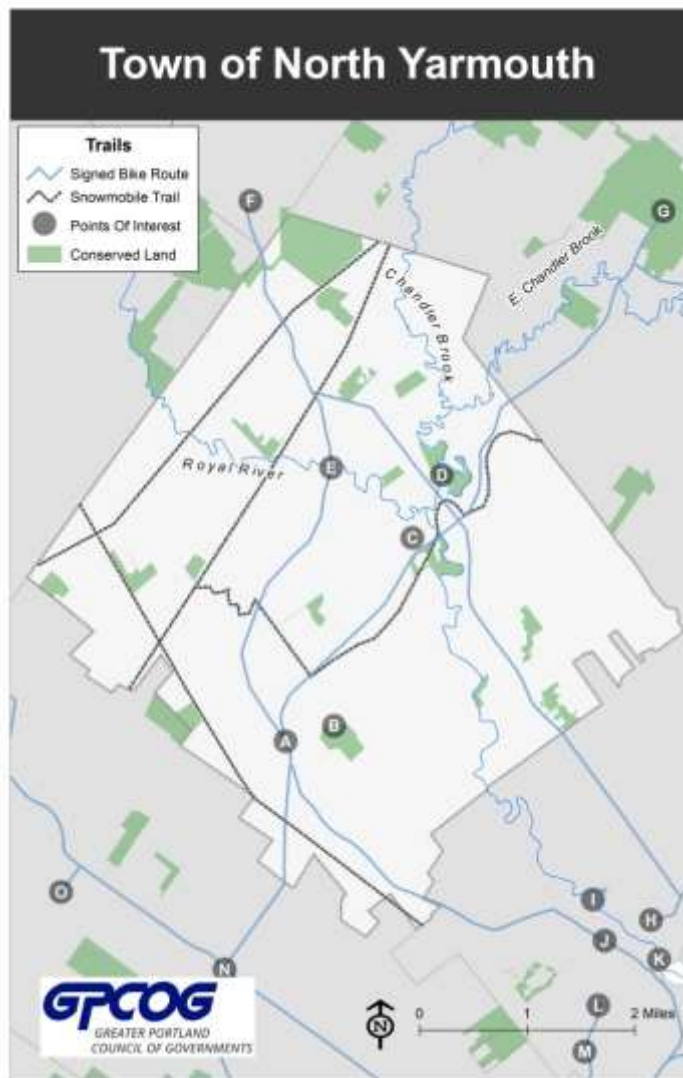 Town of North Yarmouth
Trails
Signed Bike Route
Snowmobile Trail
Points Of Interest
Conserved Land
F
G
E. Chandler Brook
Chandler Brook
Royal River
E
D
C
B
A
O
I
H
J
K
N
L
M
GPCOG
GREATER PORTLAND
COUNCIL OF GOVERNMENTS
N
0 1 2 Miles